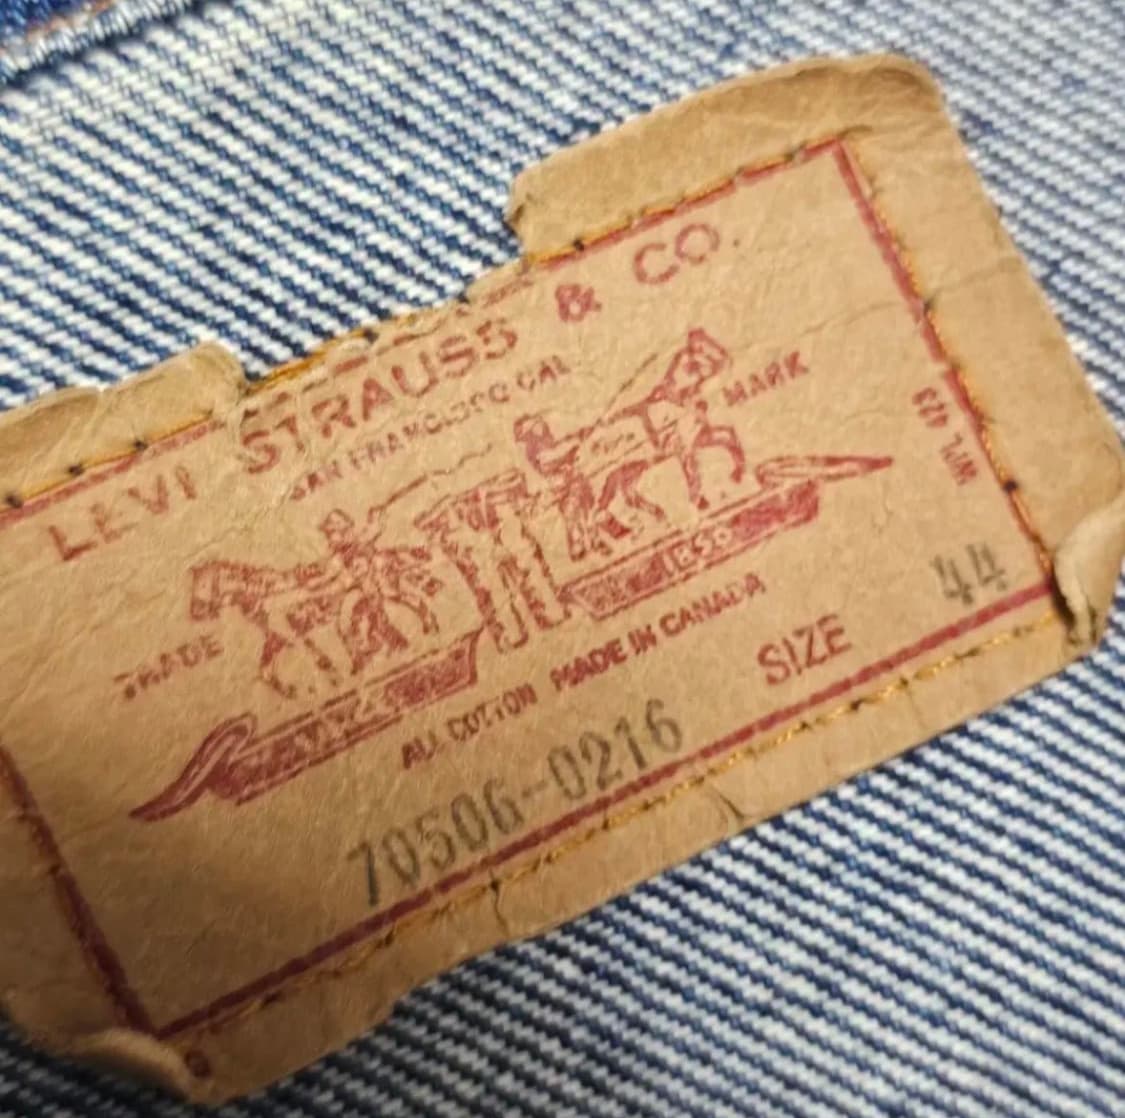 LEVI STRAUSS & CO.
SAN FRANCISCO CAL
TRADE MARK
1850
ALL COTTON MADE IN CANADA
SIZE 44
70506-0216
WPL 423